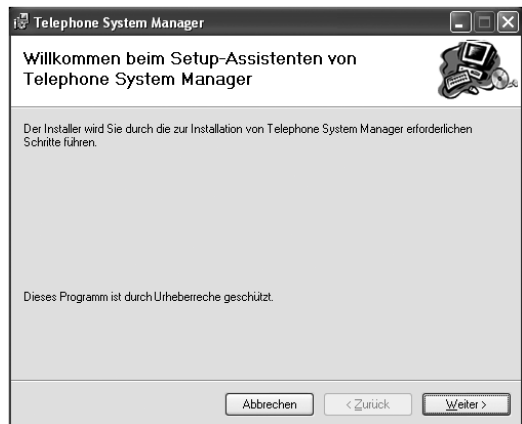 Telephone System Manager
Willkommen beim Setup-Assistenten von
Telephone System Manager
Der Installer wird Sie durch die zur Installation von Telephone System Manager erforderlichen
Schritte führen.
Dieses Programm ist durch Urheberreche geschützt.
Abbrechen < Zurück Weiter >